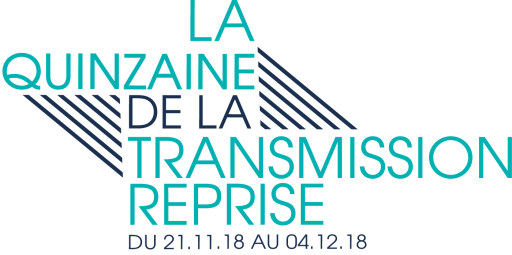 LA
QUINZAINE
DE LA
TRANSMISSION
REPRISE
DU 21.11.18 AU 04.12.18